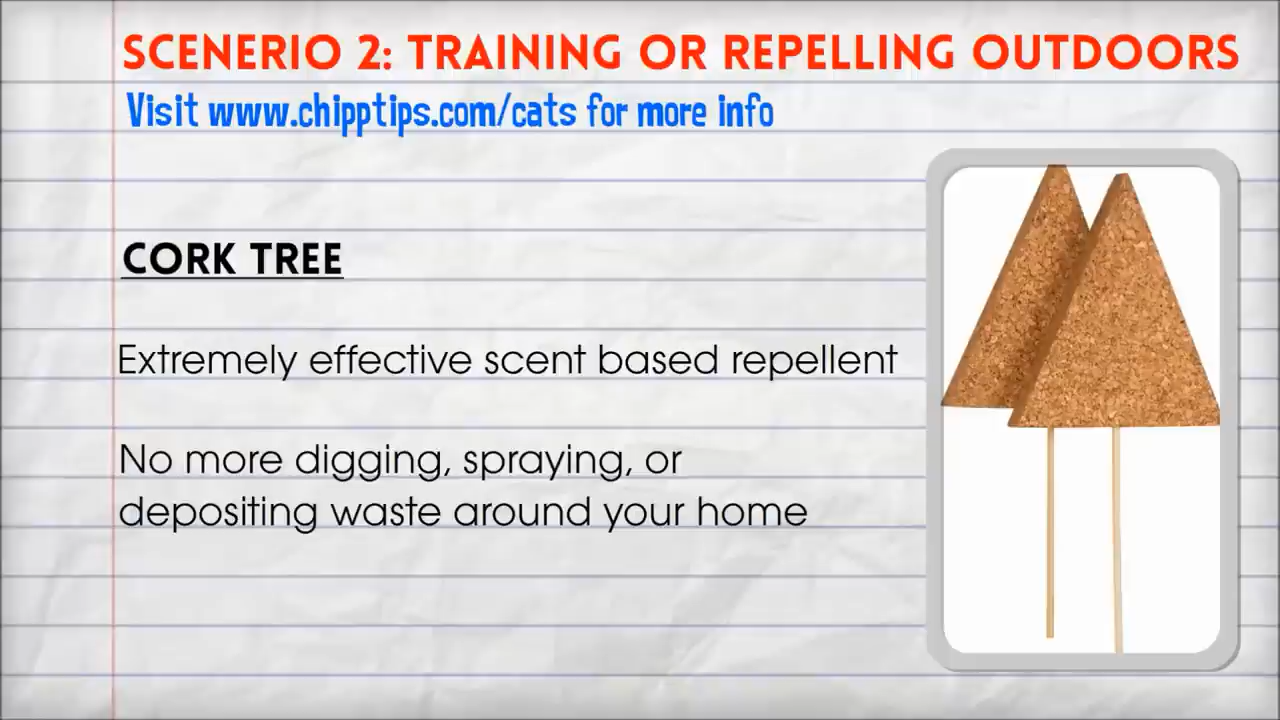 SCENERIO 2: TRAINING OR REPELLING OUTDOORS
Visit www.chipptips.com/cats for more info
CORK TREE
Extremely effective scent based repellent
No more digging, spraying, or
depositing waste around your home